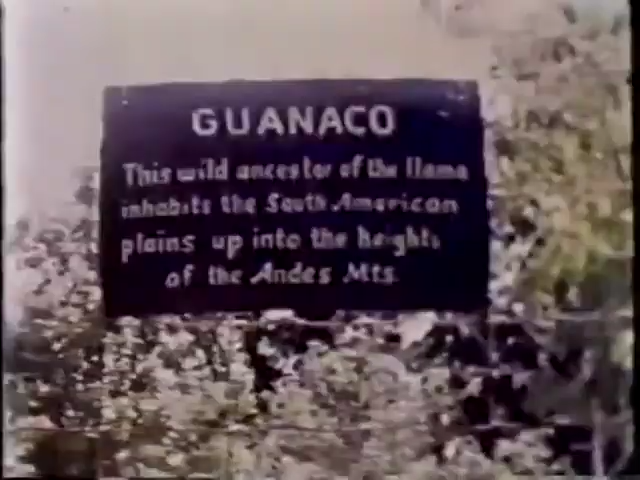 GUANACO
This wild ancestor of the llama
inhabits the South American
plains up into the heights
of the Andes Mts.